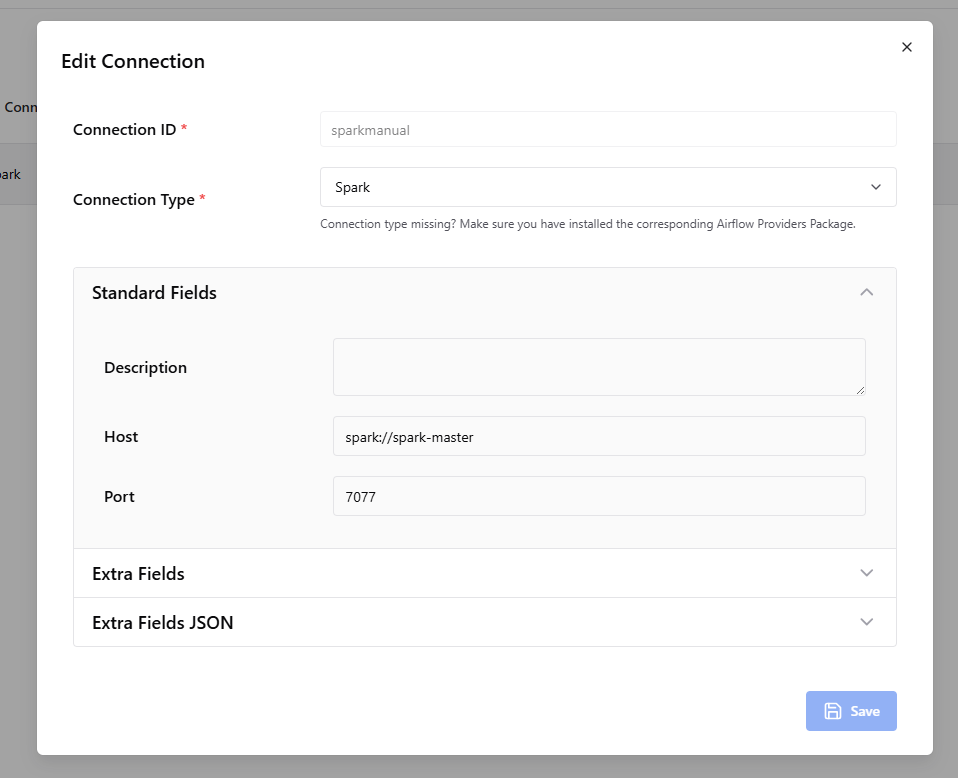 Edit Connection
Conn
ark
Connection ID *
sparkmanual
Connection Type *
Spark
Connection type missing? Make sure you have installed the corresponding Airflow Providers Package.
Standard Fields
Description
Host
spark://spark-master
Port
7077
Extra Fields
Extra Fields JSON
Save